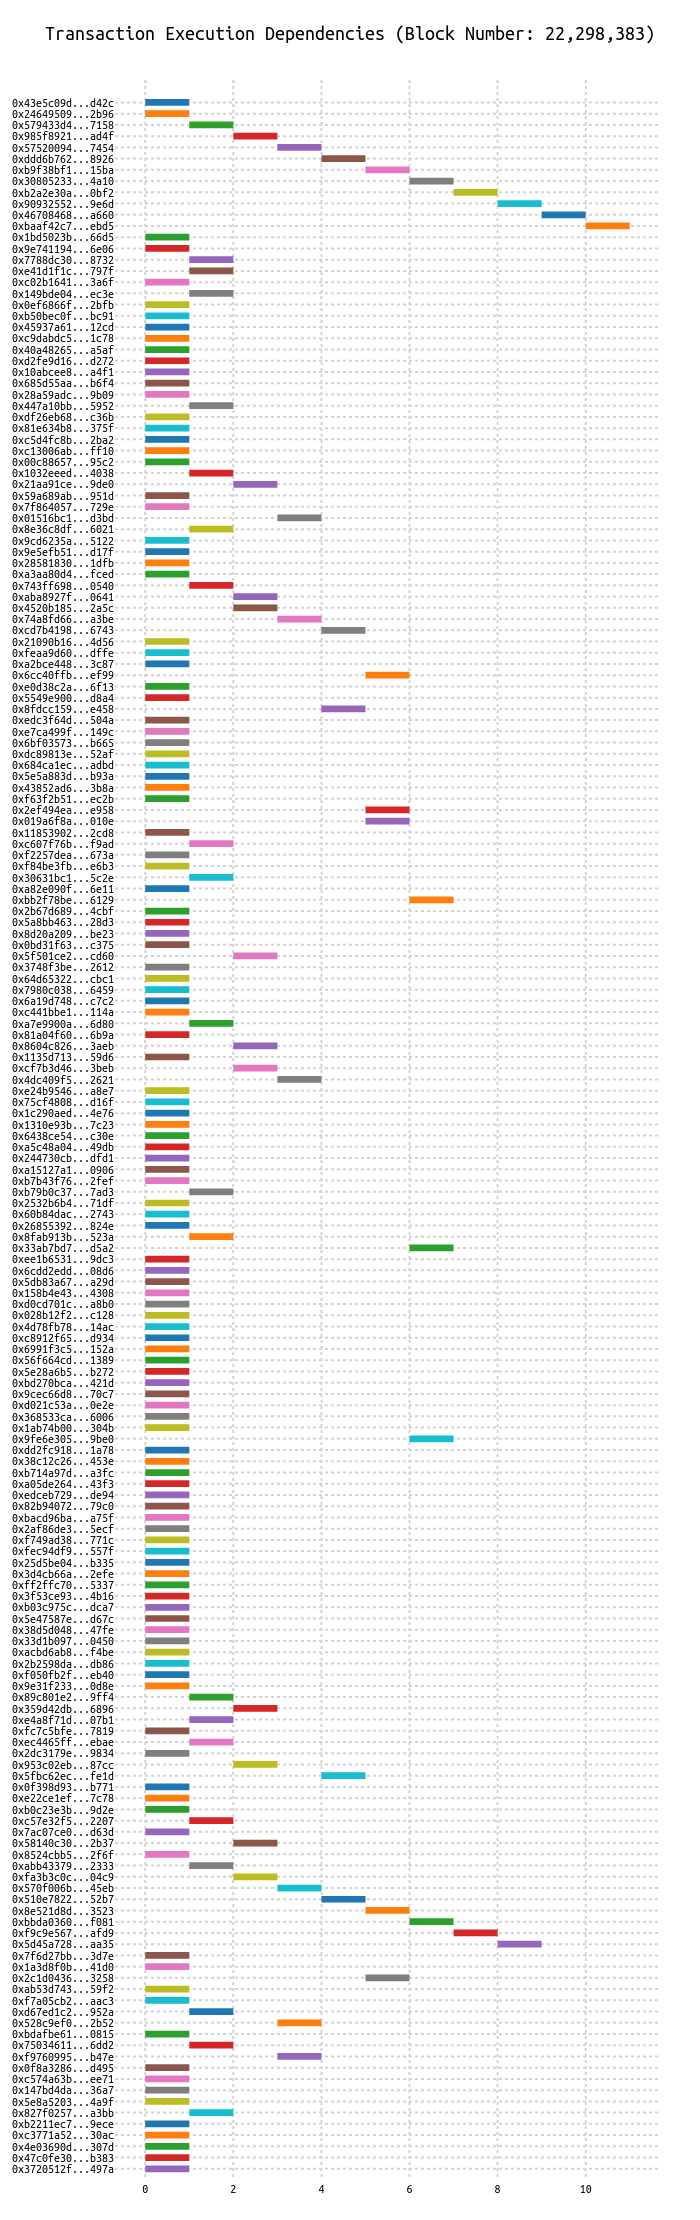 Transaction Execution Dependencies (Block Number: 22,298,383)
0x43e5c09d...d42c
0x24649509...2b96
0x579433d4...7158
0x985f8921...ad4f
0x57520094...7454
0xddd6b762...8926
0xb9f38bf1...15ba
0x30805233...4a10
0xb2a2e30a...0bf2
0x90932552...9e6d
0x46708468...a660
0xbaaf42c7...ebd5
0x1bd5023b...66d5
0x9e741194...6e06
0x7788dc30...8732
0xe41d1f1c...797f
0xc02b1641...3a6f
0x149bde04...ec3e
0x0ef6866f...2bfb
0xb50bec0f...bc91
0x45937a61...12cd
0xc9dabdc5...1c78
0x40a48265...a5af
0xd2fe9d16...d272
0x10abcee8...a4f1
0x685d55aa...b6f4
0x28a59adc...9b09
0x447a10bb...5952
0xdf26eb68...c36b
0x81e634b8...375f
0xc5d4fc8b...2ba2
0xc13006ab...ff10
0x00c88657...95c2
0x1032eeed...4038
0x21aa91ce...9de0
0x59a689ab...951d
0x7f864057...729e
0x01516bc1...d3bd
0x8e36c8df...6021
0x9cd6235a...5122
0x9e5efb51...d17f
0x28581830...1dfb
0xa3aa80d4...fced
0x743ff698...0540
0xaba8927f...0641
0x4520b185...2a5c
0x74a8fd66...a3be
0xcd7b4198...6743
0x21090b16...4d56
0xfeaa9d60...dffe
0xa2bce448...3c87
0x6cc40ffb...ef99
0xe0d38c2a...6f13
0x5549e900...d8a4
0x8fdcc159...e458
0xedc3f64d...504a
0xe7ca499f...149c
0x6bf03573...b665
0xdc89813e...52af
0x684ca1ec...adbd
0x5e5a883d...b93a
0x43852ad6...3b8a
0xf63f2b51...ec2b
0x2ef494ea...e958
0x019a6f8a...010e
0x11853902...2cd8
0xc607f76b...f9ad
0xf2257dea...673a
0xf84be3fb...e6b3
0x30631bc1...5c2e
0xa82e090f...6e11
0xbb2f78be...6129
0x2b67d689...4cbf
0x5a8bb463...28d3
0x8d20a209...be23
0x0bd31f63...c375
0x5f501ce2...cd60
0x3748f3be...2612
0x64d65322...cbc1
0x7980c038...6459
0x6a19d748...c7c2
0xc441bbe1...114a
0xa7e9900a...6d80
0x81a04f60...6b9a
0x8604c826...3aeb
0x1135d713...59d6
0xcf7b3d46...3beb
0x4dc409f5...2621
0xe24b9546...a8e7
0x75cf4808...d16f
0x1c290aed...4e76
0x1310e93b...7c23
0x6438ce54...c30e
0xa5c48a04...49db
0x244730cb...dfd1
0xa15127a1...0906
0xb7b43f76...2fef
0xb79b0c37...7ad3
0x2532b6b4...71df
0x60b84dac...2743
0x26855392...824e
0x8fab913b...523a
0x33ab7bd7...d5a2
0xee1b6531...9dc3
0x6cdd2edd...08d6
0x5db83a67...a29d
0x158b4e43...4308
0xd0cd701c...a8b0
0x028b12f2...c128
0x4d78fb78...14ac
0xc8912f65...d934
0x6991f3c5...152a
0x56f664cd...1389
0x5e28a6b5...b272
0xbd270bca...421d
0x9cec66d8...70c7
0xd021c53a...0e2e
0x368533ca...6006
0x1ab74b00...304b
0x9fe6e305...9be0
0xdd2fc918...1a78
0x38c12c26...453e
0xb714a97d...a3fc
0xa05de264...43f3
0xedceb729...de94
0x82b94072...79c0
0xbacd96ba...a75f
0x2af86de3...5ecf
0xf749ad38...771c
0xfec94df9...557f
0x25d5be04...b335
0x3d4cb66a...2efe
0xff2ffc70...5337
0x3f53ce93...4b16
0xb03c975c...dca7
0x5e47587e...d67c
0x38d5d048...47fe
0x33d1b097...0450
0xacbd6ab8...f4be
0x2b2598da...db86
0xf050fb2f...eb40
0x9e31f233...0d8e
0x89c801e2...9ff4
0x359d42db...6896
0xe4a8f71d...07b1
0xfc7c5bfe...7819
0xec4465ff...ebae
0x2dc3179e...9834
0x953c02eb...87cc
0x5fbc62ec...fe1d
0x0f398d93...b771
0xe22ce1ef...7c78
0xb0c23e3b...9d2e
0xc57e32f5...2207
0x7ac07ce0...d63d
0x58140c30...2b37
0x8524cbb5...2f6f
0xabb43379...2333
0xfa3b3c0c...04c9
0x570f006b...45eb
0x510e7822...52b7
0x8e521d8d...3523
0xbbda0360...f081
0xf9c9e567...afd9
0x5d45a728...aa35
0x7f6d27bb...3d7e
0x1a3d8f0b...41d0
0x2c1d0436...3258
0xab53d743...59f2
0xf7a05cb2...aac3
0xd67ed1c2...952a
0x528c9ef0...2b52
0xbdafbe61...0815
0x75034611...6dd2
0xf9760995...b47e
0x0f8a3286...d495
0xc574a63b...ee71
0x147bd4da...36a7
0x5e8a5203...4a9f
0x827f0257...a3bb
0xb2211ec7...9ece
0xc3771a52...30ac
0x4e03690d...307d
0x47c0fe30...b383
0x3720512f...497a
0 2 4 6 8 10